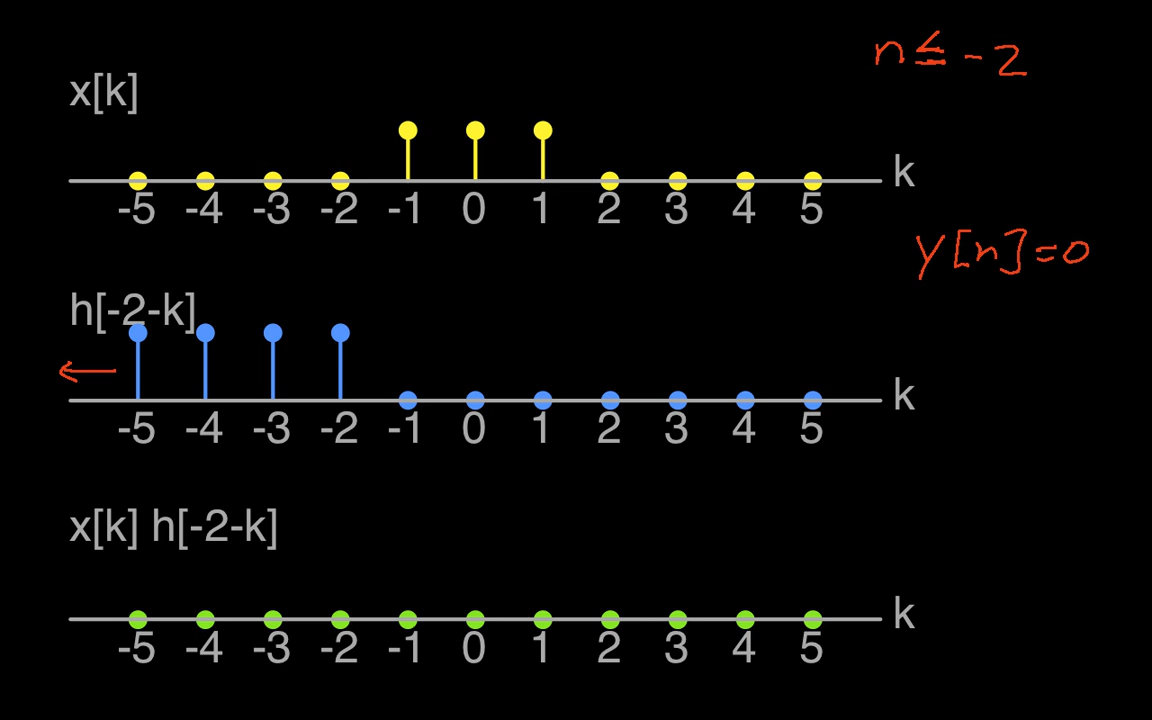 n ≤ -2
x[k]
k
-5 -4 -3 -2 -1 0 1 2 3 4 5
y[n]=0
h[-2-k]
k
-5 -4 -3 -2 -1 0 1 2 3 4 5
x[k] h[-2-k]
k
-5 -4 -3 -2 -1 0 1 2 3 4 5